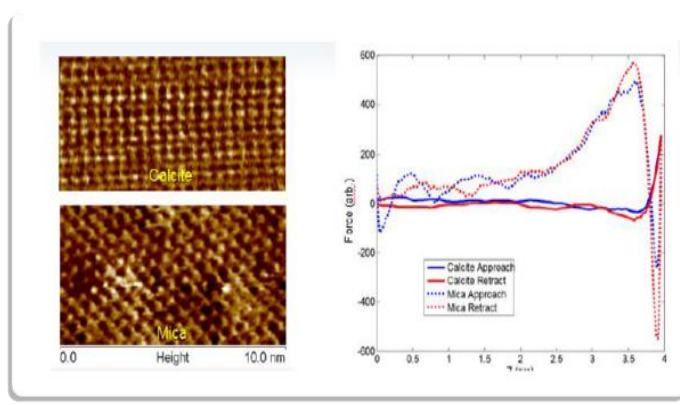 Calcite
Mica
0.0 Height 10.0 nm
600
400
200
0
-200
-400
-600
Force (arb.)
Calcite Approach
Calcite Retract
Mica Approach
Mica Retract
0 0.5 1 1.5 2 2.5 3 3.5 4